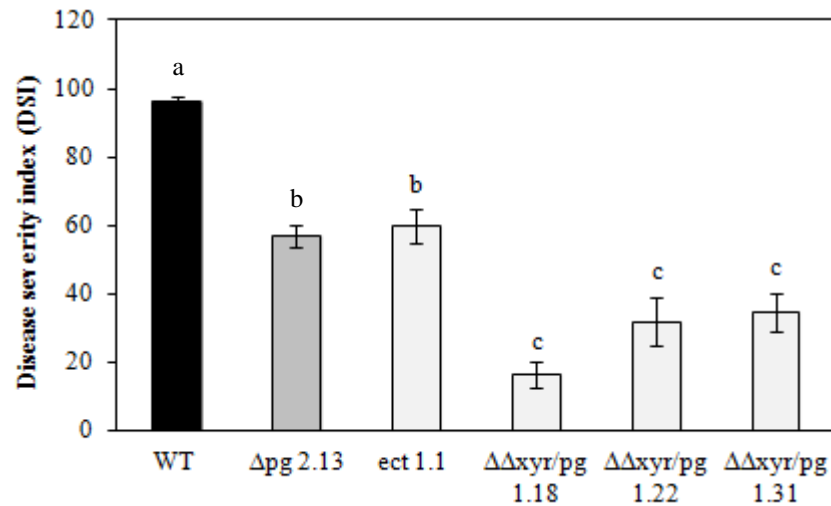 120
100
80
60
40
20
0
Disease severity index (DSI)
a
b
b
c
c
c
WT
Δpg 2.13
ect 1.1
ΔΔxyr/pg
1.18
ΔΔxyr/pg
1.22
ΔΔxyr/pg
1.31